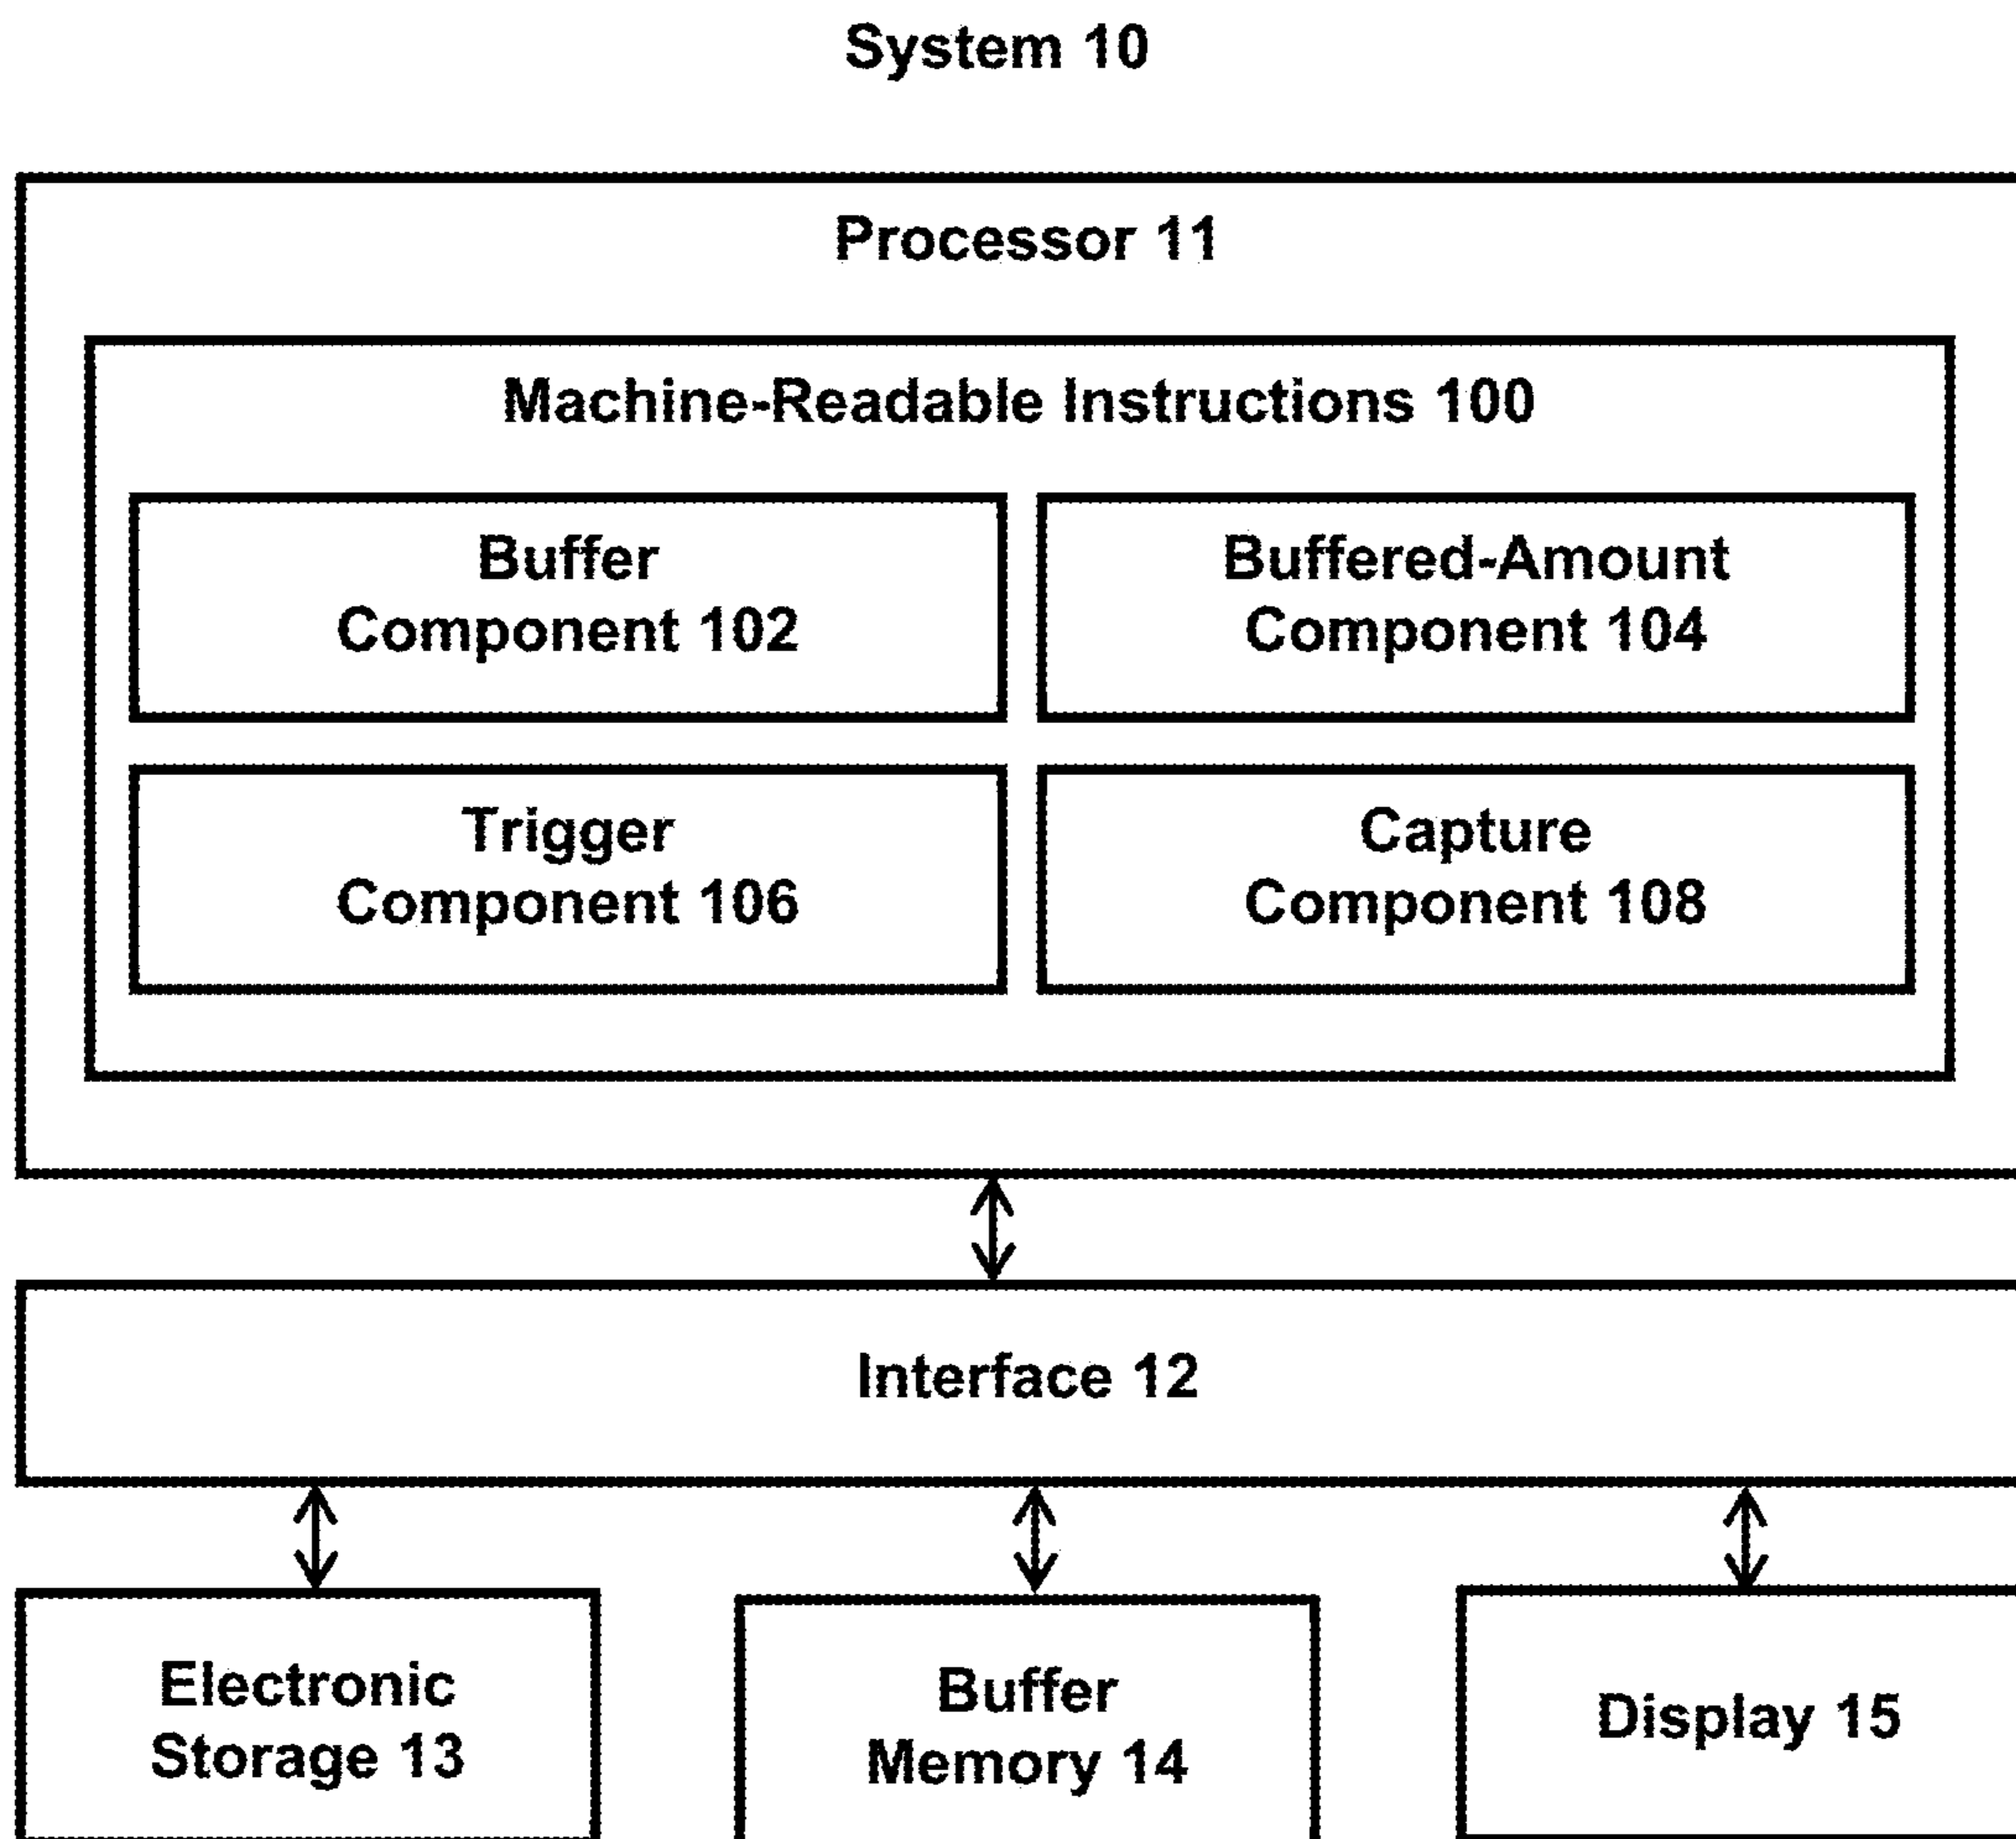 System 10
Processor 11
Machine-Readable Instructions 100
Buffer
Component 102
Buffered-Amount
Component 104
Trigger
Component 106
Capture
Component 108
Interface 12
Electronic
Storage 13
Buffer
Memory 14
Display 15